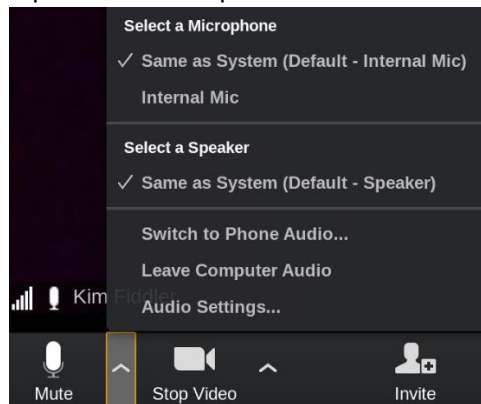 Select a Microphone
✓ Same as System (Default - Internal Mic)
Internal Mic
Select a Speaker
✓ Same as System (Default - Speaker)
Switch to Phone Audio...
Leave Computer Audio
Kim Fiddler
Audio Settings...
Mute
Stop Video
Invite